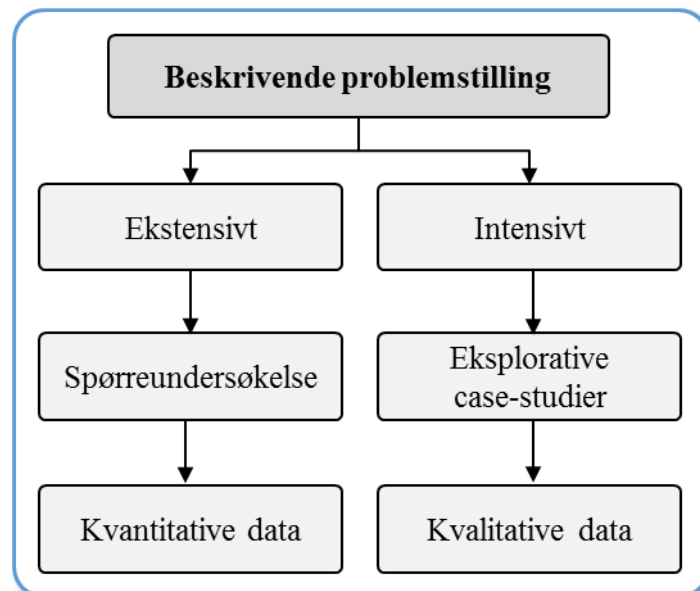 Beskrivende problemstilling
Ekstensivt
Intensivt
Spørreundersøkelse
Eksplorative
case-studier
Kvantitative data
Kvalitative data